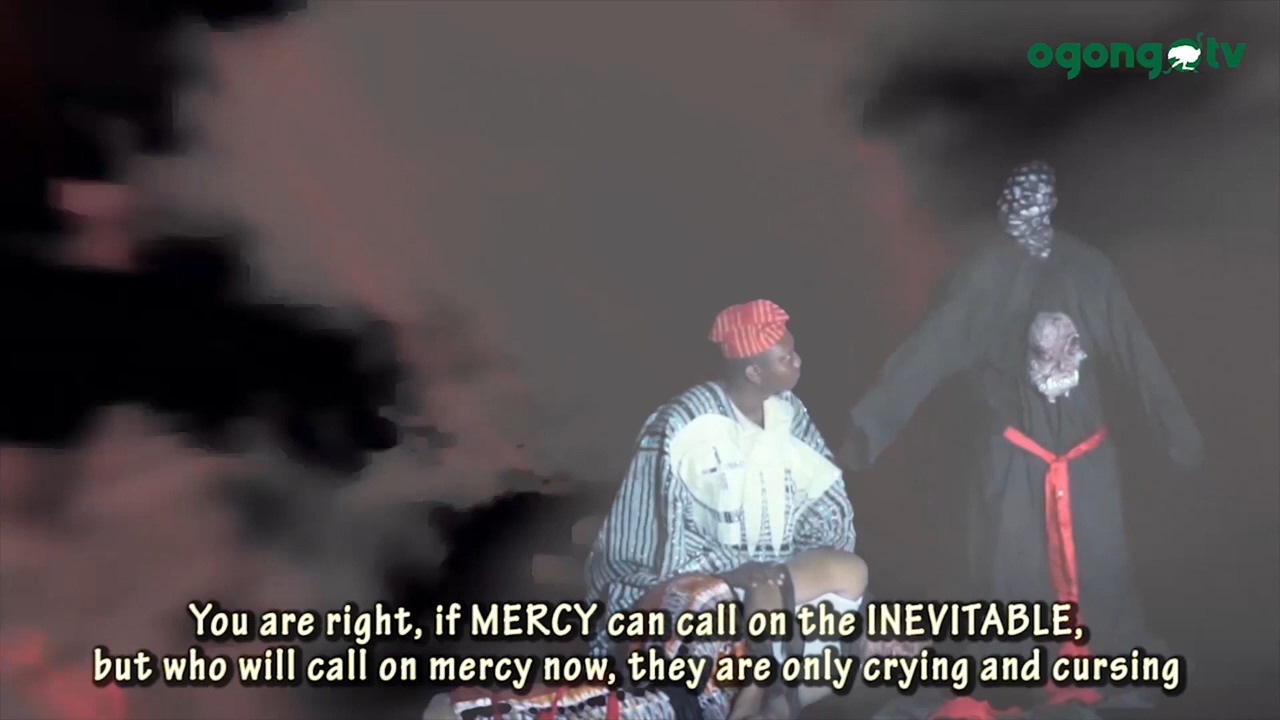 ogongotv
You are right, if MERCY can call on the INEVITABLE,
but who will call on mercy now, they are only crying and cursing